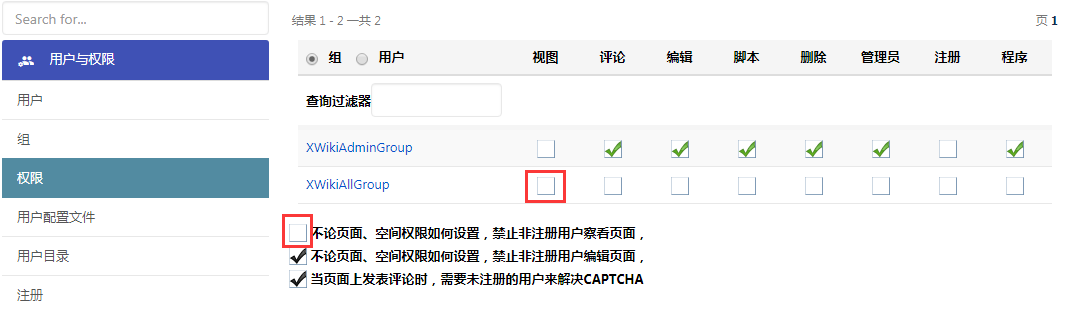 Search for...
用户与权限
用户
组
权限
用户配置文件
用户目录
注册
结果 1 - 2 一共 2
页 1
组 用户 视图 评论 编辑 脚本 删除 管理员 注册 程序
查询过滤器
XWikiAdminGroup
XWikiAllGroup
不论页面、空间权限如何设置，禁止非注册用户察看页面，
不论页面、空间权限如何设置，禁止非注册用户编辑页面，
当页面上发表评论时，需要未注册的用户来解决CAPTCHA